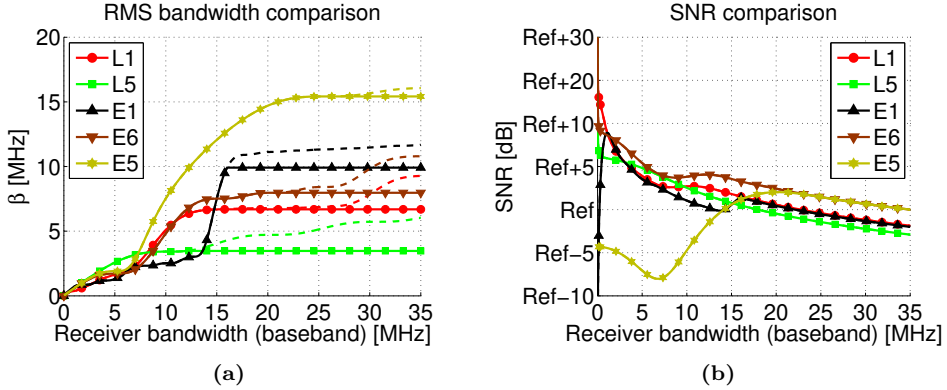 RMS bandwidth comparison
20
15
10
5
0
β [MHz]
L1
L5
E1
E6
E5
0 5 10 15 20 25 30 35
Receiver bandwidth (baseband) [MHz]
(a)
SNR comparison
Ref+30
Ref+20
Ref+10
Ref+5
Ref
Ref−5
Ref−10
SNR [dB]
L1
L5
E1
E6
E5
0 5 10 15 20 25 30 35
Receiver bandwidth (baseband) [MHz]
(b)